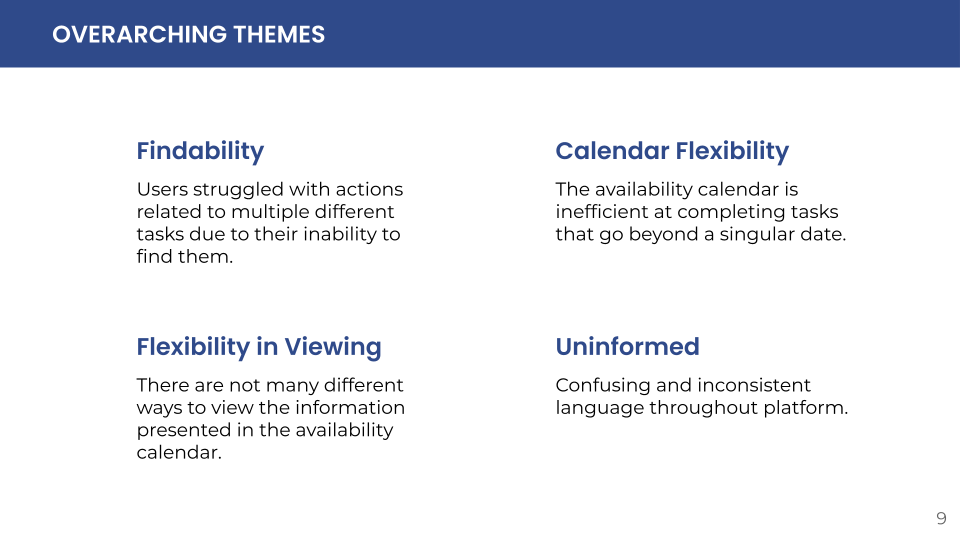 OVERARCHING THEMES
Findability
Users struggled with actions
related to multiple different
tasks due to their inability to
find them.
Calendar Flexibility
The availability calendar is
inefficient at completing tasks
that go beyond a singular date.
Flexibility in Viewing
There are not many different
ways to view the information
presented in the availability
calendar.
Uninformed
Confusing and inconsistent
language throughout platform.
9